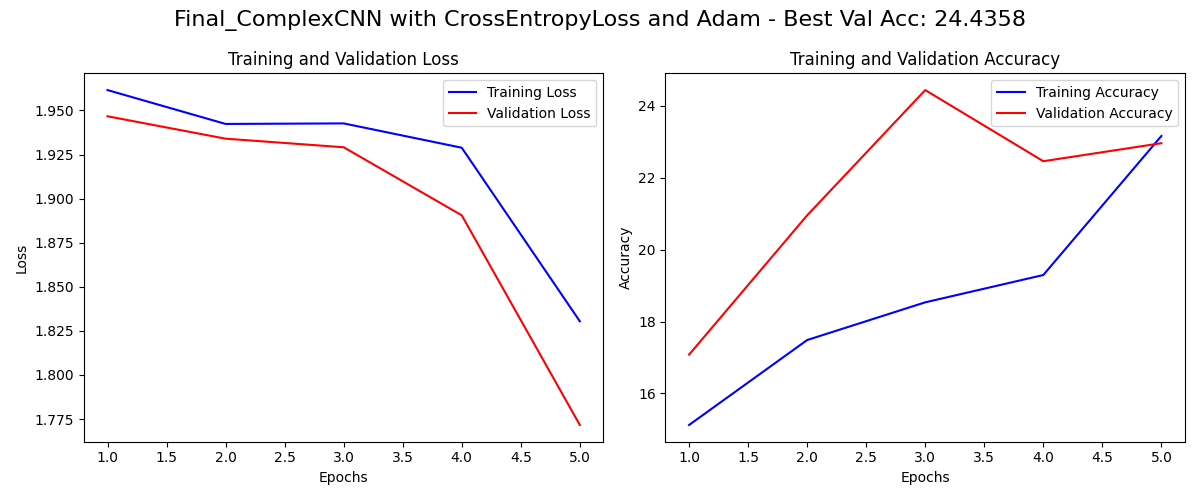 Final_ComplexCNN with CrossEntropyLoss and Adam - Best Val Acc: 24.4358
Training and Validation Loss
Training Loss
Validation Loss
Loss
1.950
1.925
1.900
1.875
1.850
1.825
1.800
1.775
1.0 1.5 2.0 2.5 3.0 3.5 4.0 4.5 5.0
Epochs
Training and Validation Accuracy
Training Accuracy
Validation Accuracy
Accuracy
24
22
20
18
16
1.0 1.5 2.0 2.5 3.0 3.5 4.0 4.5 5.0
Epochs